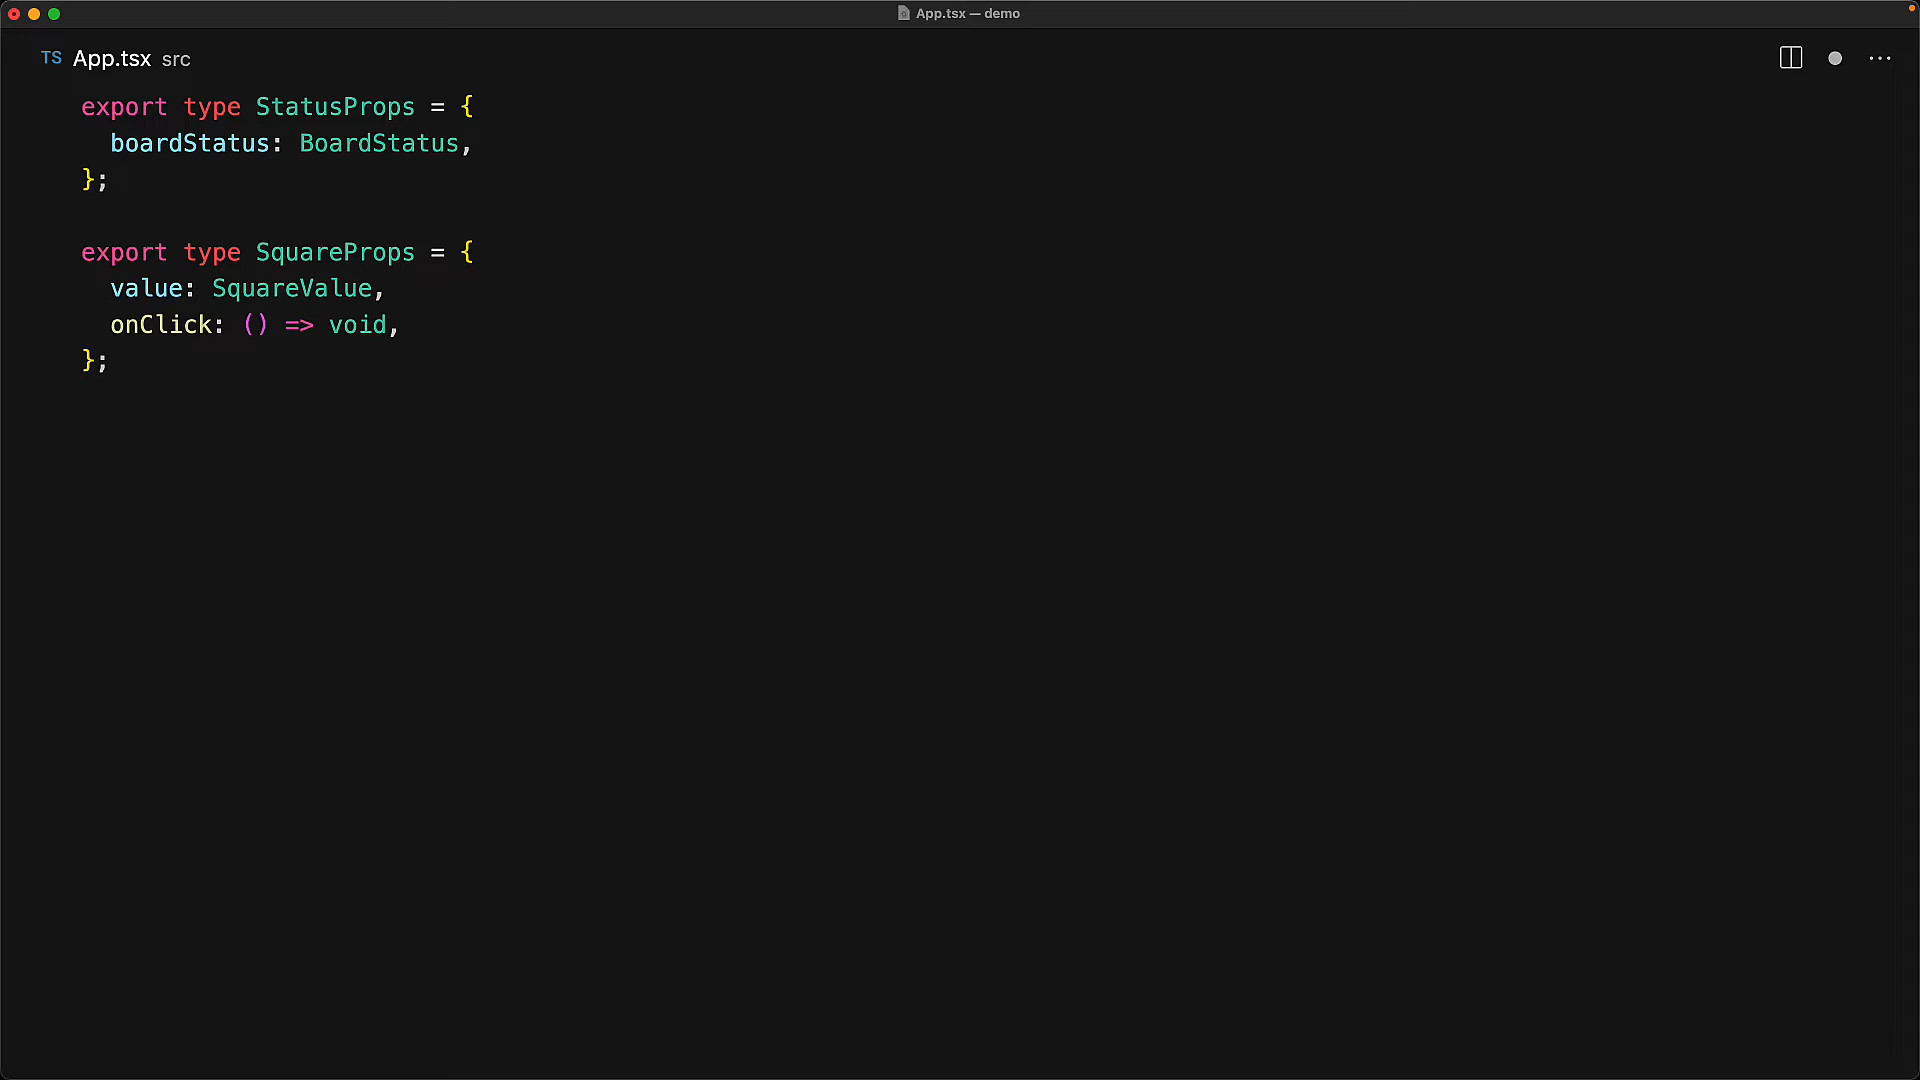 App.tsx — demo
TS App.tsx src
export type StatusProps = {
  boardStatus: BoardStatus,
};

export type SquareProps = {
  value: SquareValue,
  onClick: () => void,
};